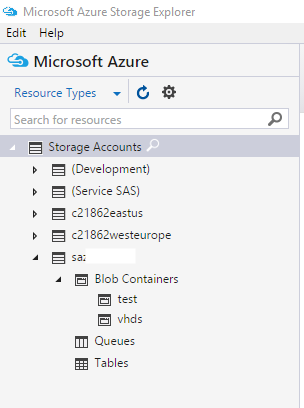 Microsoft Azure Storage Explorer
Edit Help
Microsoft Azure
Resource Types
Search for resources
Storage Accounts
(Development)
(Service SAS)
c21862eastus
c21862westeurope
Blob Containers
test
vhds
Queues
Tables